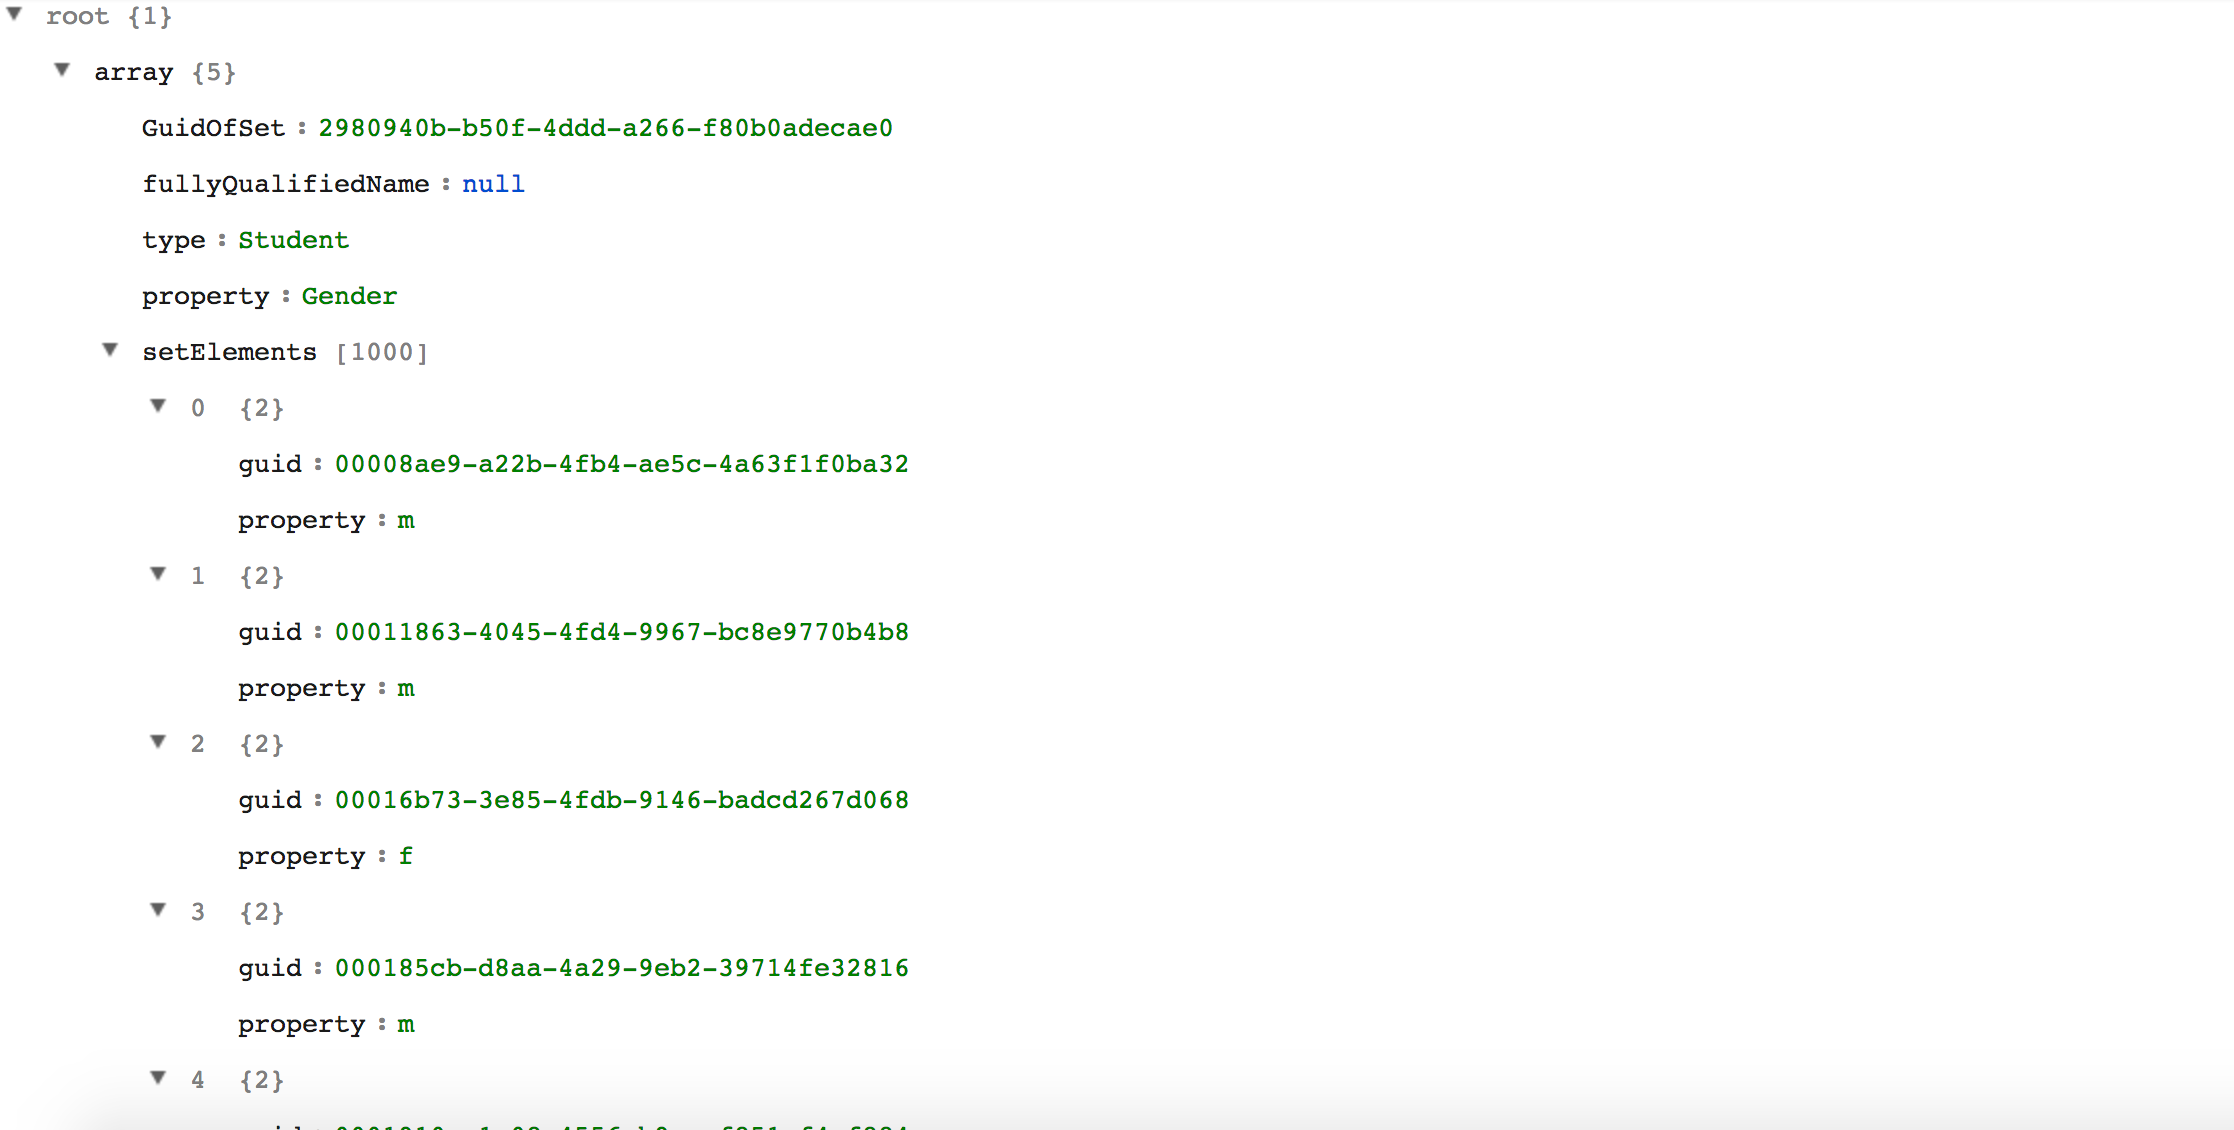 root {1}
array {5}
GuidOfSet : 2980940b-b50f-4ddd-a266-f80b0adecae0
fullyQualifiedName : null
type : Student
property : Gender
setElements [1000]
0 {2}
guid : 00008ae9-a22b-4fb4-ae5c-4a63f1f0ba32
property : m
1 {2}
guid : 00011863-4045-4fd4-9967-bc8e9770b4b8
property : m
2 {2}
guid : 00016b73-3e85-4fdb-9146-badcd267d068
property : f
3 {2}
guid : 000185cb-d8aa-4a29-9eb2-39714fe32816
property : m
4 {2}